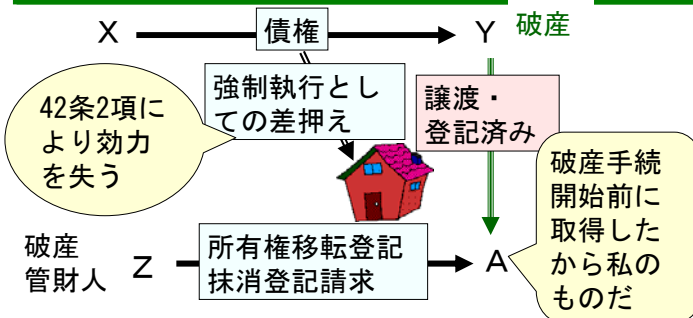 X
債権
Y
破産
42条2項に
より効力
を失う
強制執行とし
ての差押え
譲渡・
登記済み
破産手続
開始前に
取得した
から私の
ものだ
破産
管財人
Z
所有権移転登記
抹消登記請求
A